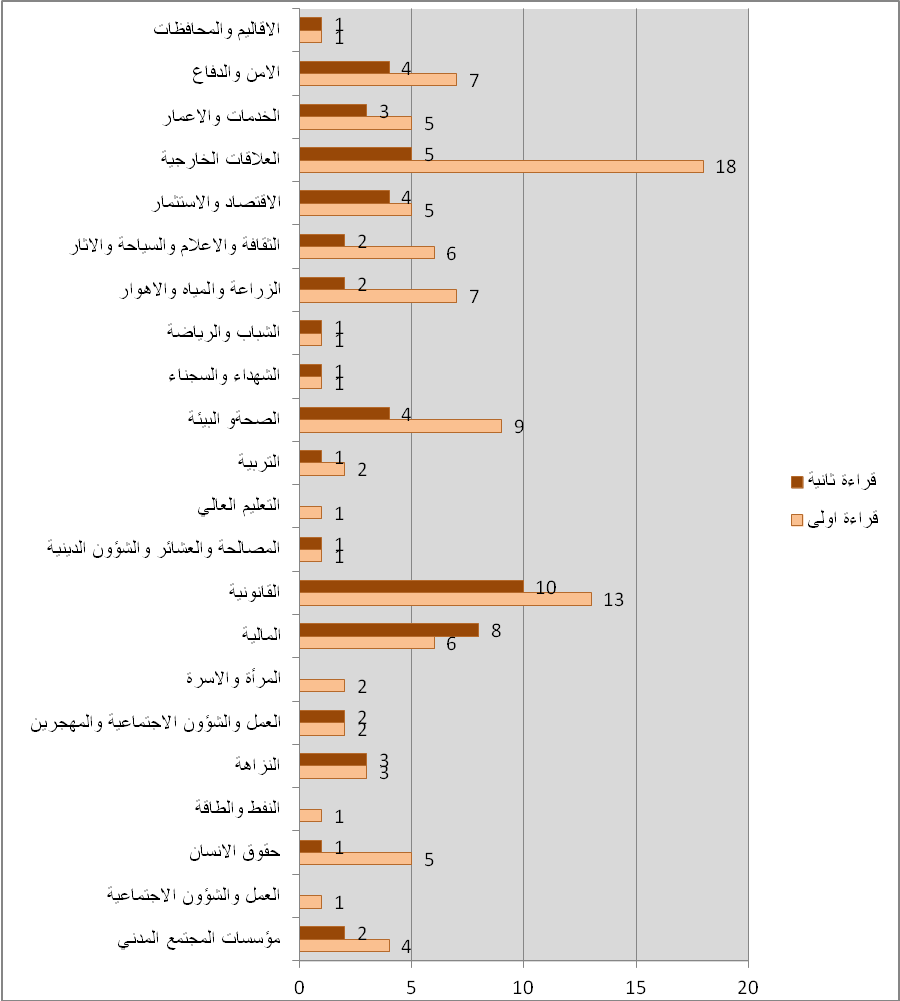 الاقاليم والمحافظات 1 1
الامن والدفاع 4 7
الخدمات والاعمار 3 5
العلاقات الخارجية 5 18
الاقتصاد والاستثمار 4 5
الثقافة والاعلام والسياحة والاثار 2 6
الزراعة والمياه والاهوار 2 7
الشباب والرياضة 1 1
الشهداء والسجناء 1 1
الصحةو البيئة 4 9
التربية 1 2
التعليم العالي 1
المصالحة والعشائر والشؤون الدينية 1 1
القانونية 10 13
المالية 8 6
المرأة والاسرة 2
العمل والشؤون الاجتماعية والمهجرين 2 2
النزاهة 3 3
النفط والطاقة 1
حقوق الانسان 1 5
العمل والشؤون الاجتماعية 1
مؤسسات المجتمع المدني 2 4
0 5 10 15 20
قراءة ثانية
قراءة اولى